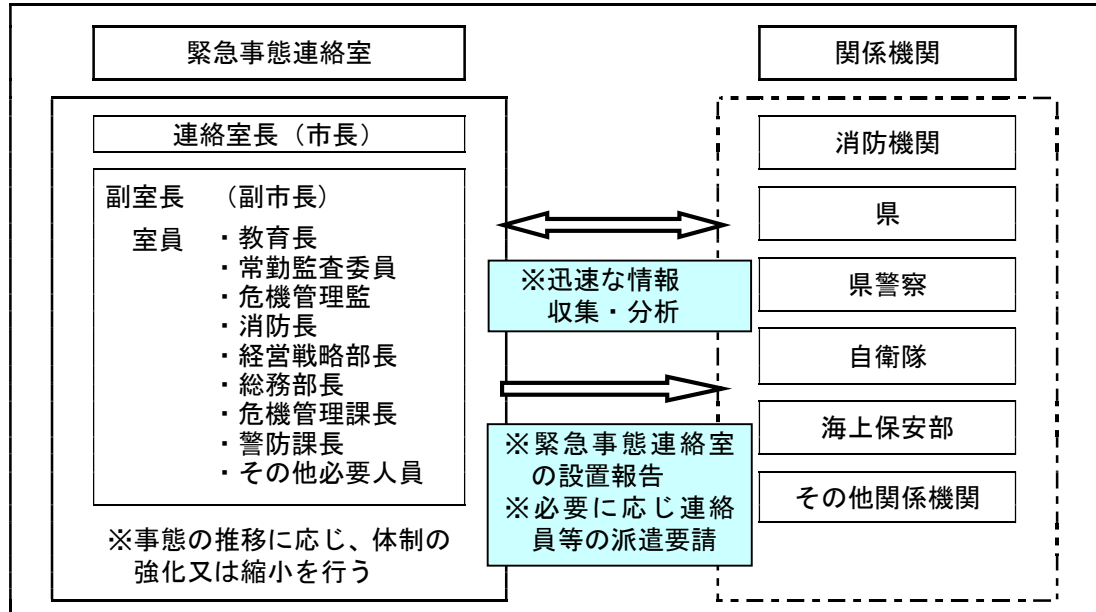 緊急事態連絡室
連絡室長（市長）
副室長　（副市長）
室員　・教育長
・常勤監査委員
・危機管理監
・消防長
・経営戦略部長
・総務部長
・危機管理課長
・警防課長
・その他必要人員
※事態の推移に応じ、体制の
強化又は縮小を行う
※迅速な情報
収集・分析
※緊急事態連絡室
の設置報告
※必要に応じ連絡
員等の派遣要請
関係機関
消防機関
県
県警察
自衛隊
海上保安部
その他関係機関